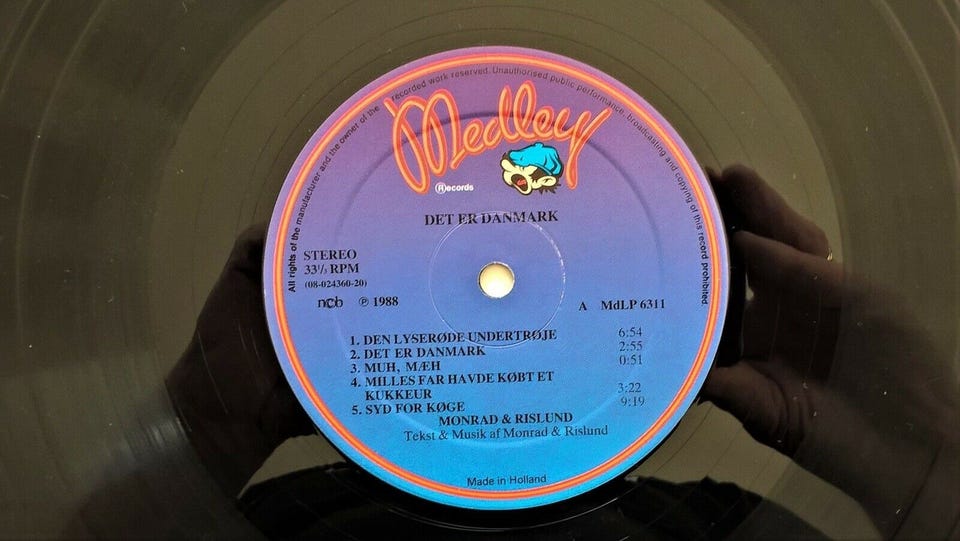 All rights of the manufacturer and the owner of the recorded work reserved. Unauthorised public performance, broadcasting and copying of this record prohibited
Medley
Records
DET ER DANMARK
STEREO
33⅓ RPM
(08-024360-20)
ncb ℗ 1988
A MdLP 6311
1. DEN LYSERØDE UNDERTRØJE 6:54
2. DET ER DANMARK 2:55
3. MUH, MÆH 0:51
4. MILLES FAR HAVDE KØBT ET
KUKKEUR 3:22
5. SYD FOR KØGE 9:19
MONRAD & RISLUND
Tekst & Musik af Monrad & Rislund
Made in Holland